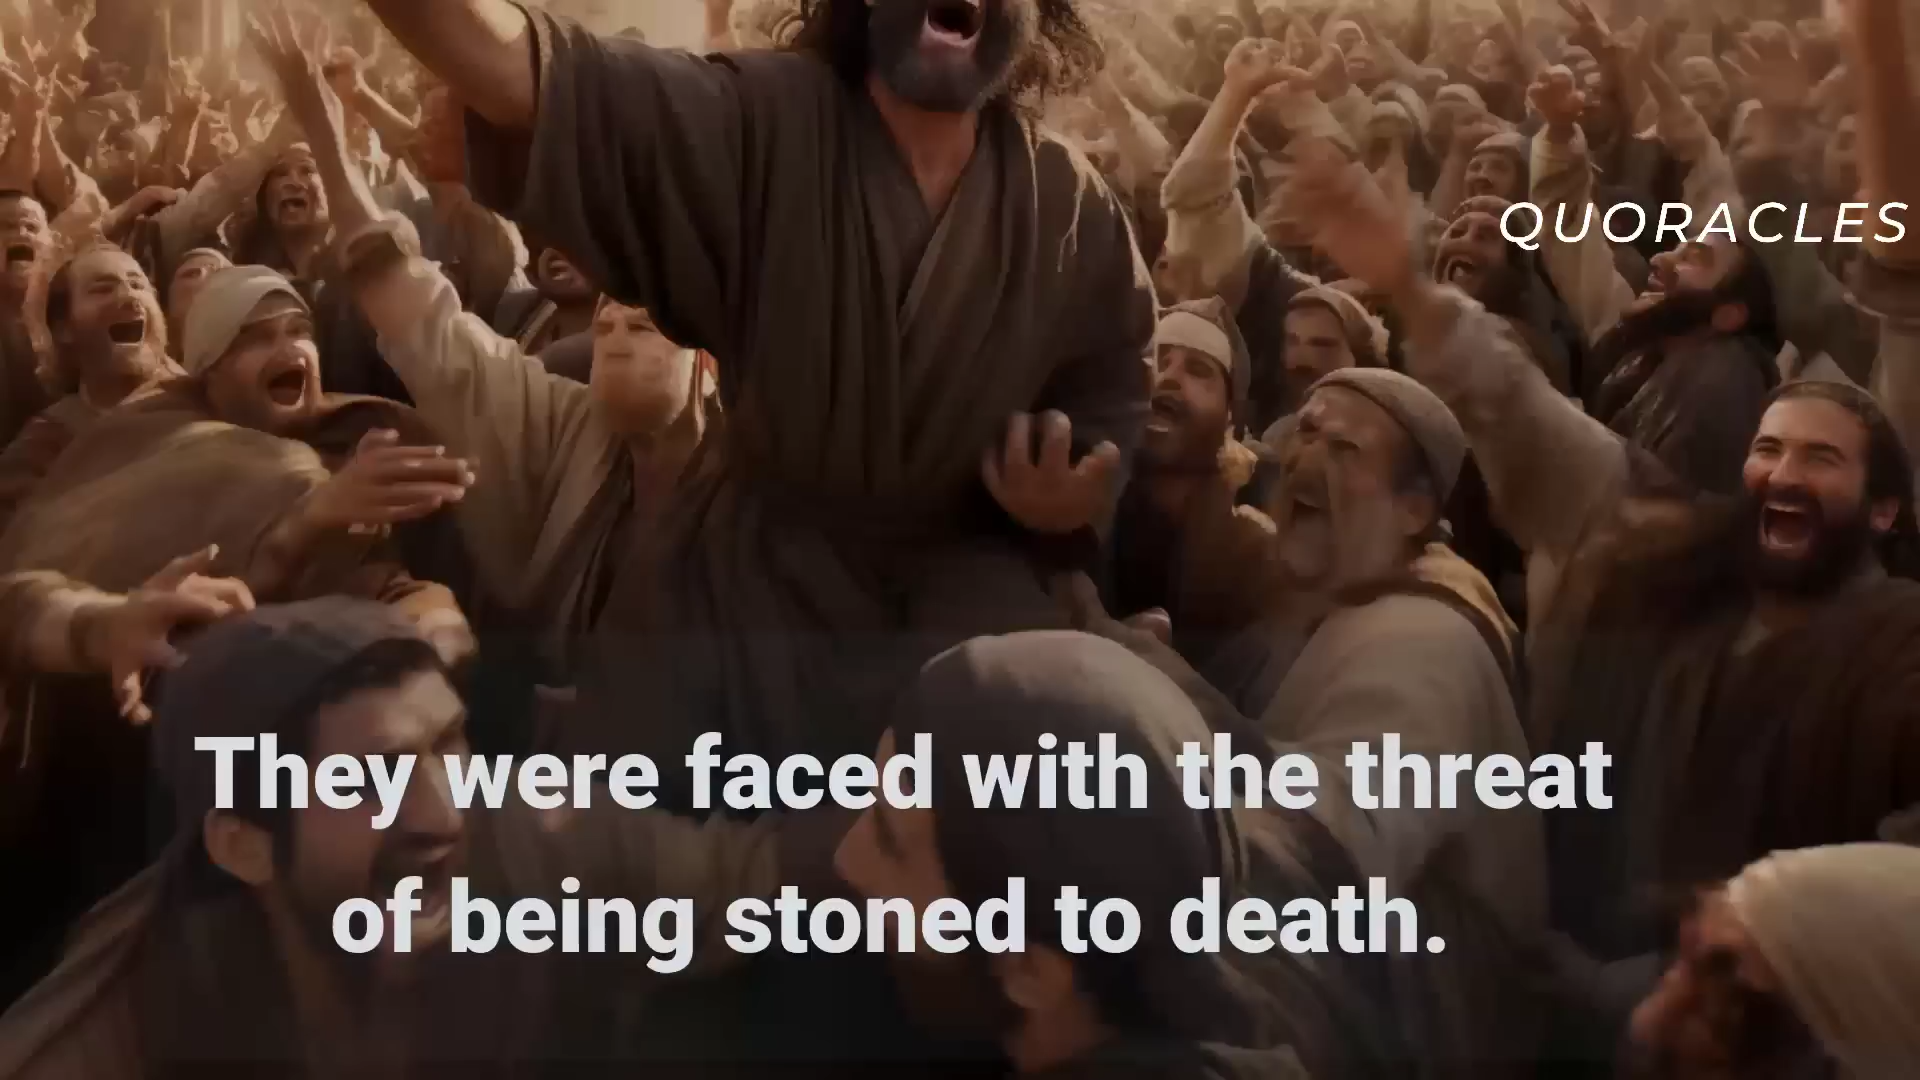 QUORACLES
They were faced with the threat
of being stoned to death.